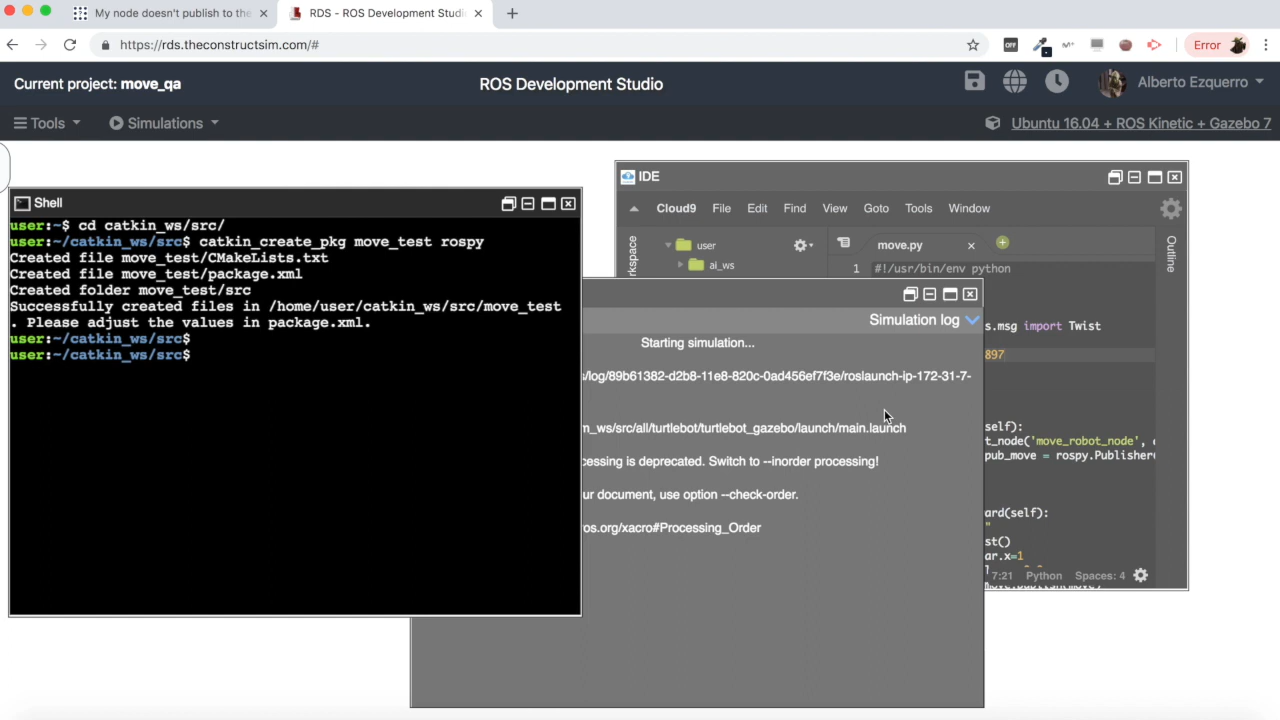 My node doesn't publish to the
RDS - ROS Development Studi
https://rds.theconstructsim.com/#
OFF
Error
Current project: move_qa
ROS Development Studio
Alberto Ezquerro
Tools
Simulations
Ubuntu 16.04 + ROS Kinetic + Gazebo 7
Shell
user:~$ cd catkin_ws/src/
user:~/catkin_ws/src$ catkin_create_pkg move_test rospy
Created file move_test/CMakeLists.txt
Created file move_test/package.xml
Created folder move_test/src
Successfully created files in /home/user/catkin_ws/src/move_test
. Please adjust the values in package.xml.
user:~/catkin_ws/src$
user:~/catkin_ws/src$
IDE
Cloud9 File Edit Find View Goto Tools Window
rkspace
user
ai_ws
move.py
Outline
1 #!/usr/bin/env python
s.msg import Twist
897
self):
t_node('move_robot_node',
pub_move = rospy.Publisher(
ard(self):
"
st()
ar.x=1
7:21 Python Spaces: 4
Simulation log
Starting simulation...
/log/89b61382-d2b8-11e8-820c-0ad456ef7f3e/roslaunch-ip-172-31-7-
n_ws/src/all/turtlebot/turtlebot_gazebo/launch/main.launch
cessing is deprecated. Switch to --inorder processing!
ur document, use option --check-order.
os.org/xacro#Processing_Order